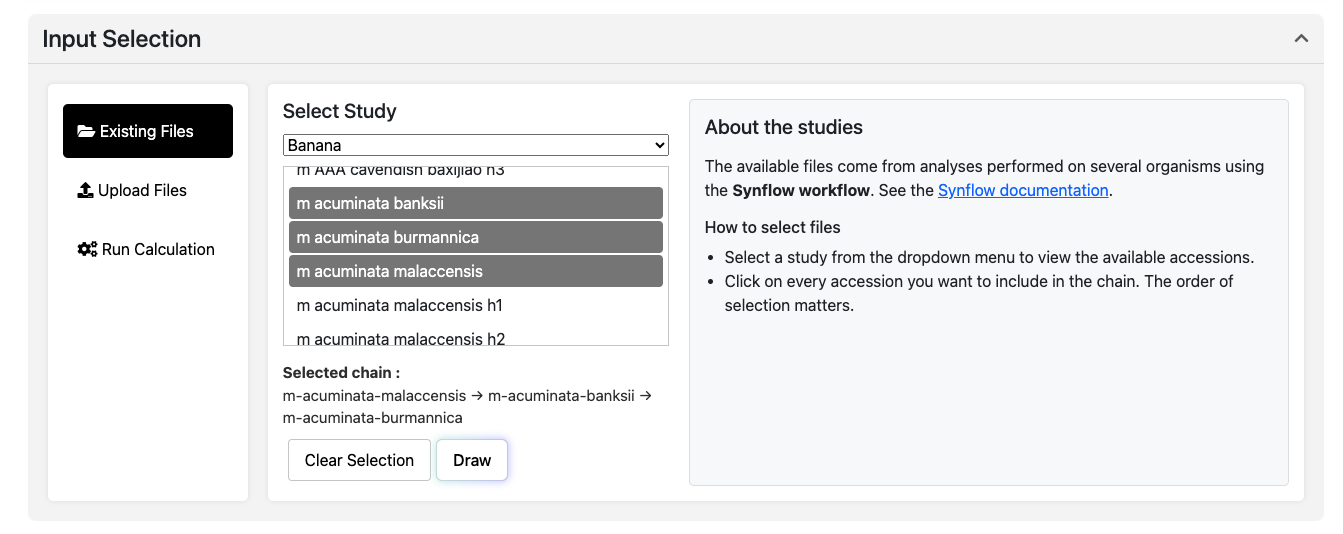 Input Selection
Existing Files
Upload Files
Run Calculation
Select Study
Banana
m AAA cavendish baxijiao h3
m acuminata banksii
m acuminata burmannica
m acuminata malaccensis
m acuminata malaccensis h1
m acuminata malaccensis h2
Selected chain :
m-acuminata-malaccensis → m-acuminata-banksii →
m-acuminata-burmannica
Clear Selection
Draw
About the studies
The available files come from analyses performed on several organisms using
the Synflow workflow. See the Synflow documentation.
How to select files
• Select a study from the dropdown menu to view the available accessions.
• Click on every accession you want to include in the chain. The order of
selection matters.